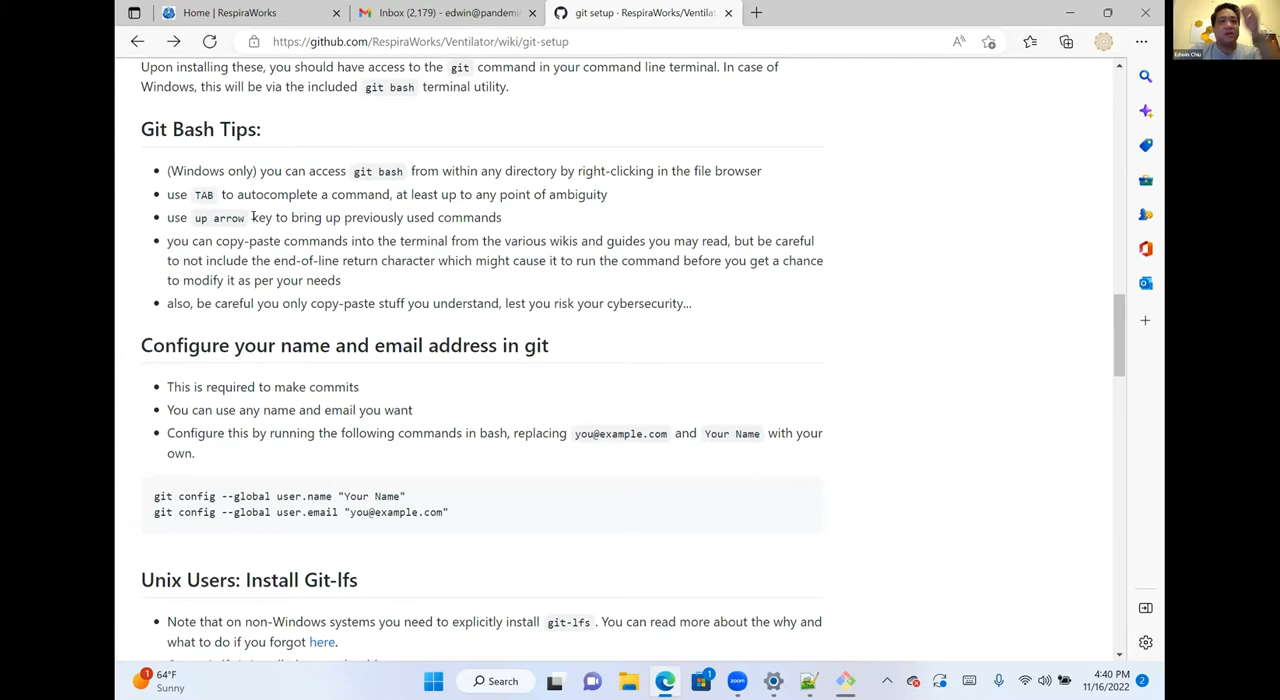 Home | RespiraWorks
Inbox (2,179) - edwin@pandemi
git setup · RespiraWorks/Ventilat
https://github.com/RespiraWorks/Ventilator/wiki/git-setup
Edwin Chiu
Upon installing these, you should have access to the git command in your command line terminal. In case of
Windows, this will be via the included git bash terminal utility.
Git Bash Tips:
(Windows only) you can access git bash from within any directory by right-clicking in the file browser
use TAB to autocomplete a command, at least up to any point of ambiguity
use up arrow key to bring up previously used commands
you can copy-paste commands into the terminal from the various wikis and guides you may read, but be careful
to not include the end-of-line return character which might cause it to run the command before you get a chance
to modify it as per your needs
also, be careful you only copy-paste stuff you understand, lest you risk your cybersecurity...
Configure your name and email address in git
This is required to make commits
You can use any name and email you want
Configure this by running the following commands in bash, replacing you@example.com and Your Name with your
own.
git config --global user.name "Your Name"
git config --global user.email "you@example.com"
Unix Users: Install Git-lfs
Note that on non-Windows systems you need to explicitly install git-lfs . You can read more about the why and
what to do if you forgot here.
1
64°F
Sunny
Search
1
4:40 PM
11/16/2022
2